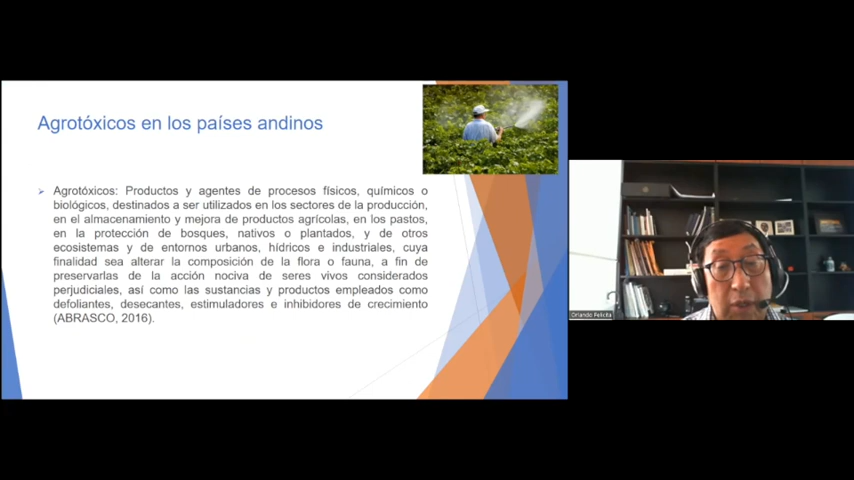 Agrotóxicos en los países andinos
Agrotóxicos: Productos y agentes de procesos físicos, químicos o
biológicos, destinados a ser utilizados en los sectores de la producción,
en el almacenamiento y mejora de productos agrícolas, en los pastos,
en la protección de bosques, nativos o plantados, y de otros
ecosistemas y de entornos urbanos, hídricos e industriales, cuya
finalidad sea alterar la composición de la flora o fauna, a fin de
preservarlas de la acción nociva de seres vivos considerados
perjudiciales, así como las sustancias y productos empleados como
defoliantes, desecantes, estimuladores e inhibidores de crecimiento
(ABRASCO, 2016).
Orlando Felicita